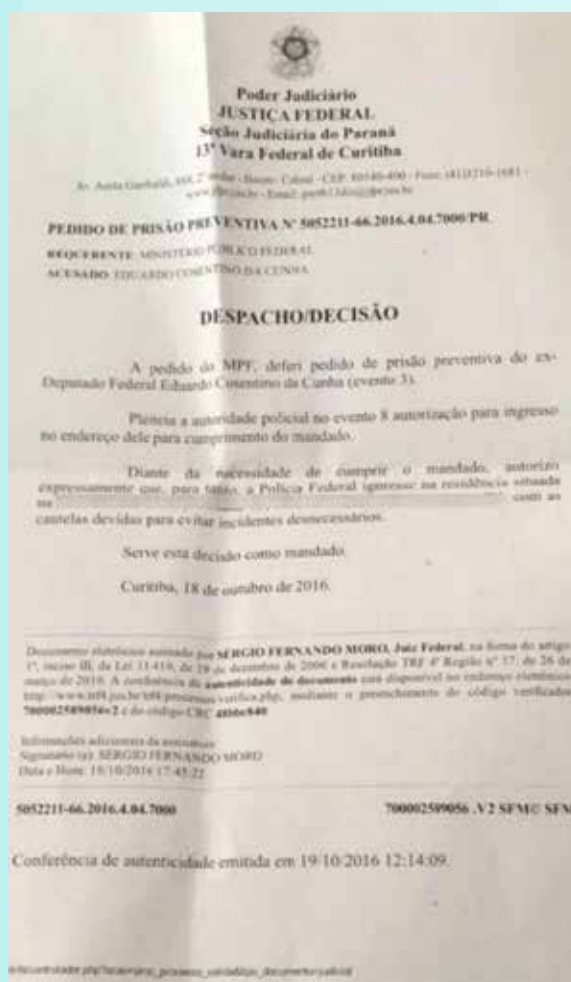 Poder Judiciário
JUSTIÇA FEDERAL
Seção Judiciária do Paraná
13ª Vara Federal de Curitiba
PEDIDO DE PRISÃO PREVENTIVA Nº 5052211-66.2016.4.04.7000/PR
REQUERENTE: MINISTÉRIO PÚBLICO FEDERAL
ACUSADO: EDUARDO COSENTINO DA CUNHA
DESPACHO/DECISÃO
A pedido do MPF, deferi pedido de prisão preventiva do ex-
Deputado Federal Eduardo Cosentino da Cunha (evento 3).
Pleiteia a autoridade policial no evento 8 autorização para ingresso
no endereço dele para cumprimento do mandado.
Diante da necessidade de cumprir o mandado, autorizo
expressamente que, para tanto, a Polícia Federal ingresse na residência situada
na com as
cautelas devidas para evitar incidentes desnecessários.
Serve esta decisão como mandado.
Curitiba, 18 de outubro de 2016.
Documento eletrônico assinado por SÉRGIO FERNANDO MORO, Juiz Federal, na forma do artigo
1º, inciso III, da Lei 11.419, de 19 de dezembro de 2006 e Resolução TRF 4ª Região nº 17, de 26 de
março de 2010. A conferência da autenticidade do documento está disponível no endereço eletrônico
mediante o preenchimento do código verificador
700002589056v2 e do código CRC
Informações adicionais da assinatura:
Signatário (a): SÉRGIO FERNANDO MORO
Data e Hora: 18/10/2016 17:45:22
5052211-66.2016.4.04.7000
700002589056 .V2 SFM© SFM
Conferência de autenticidade emitida em 19/10/2016 12:14:09.